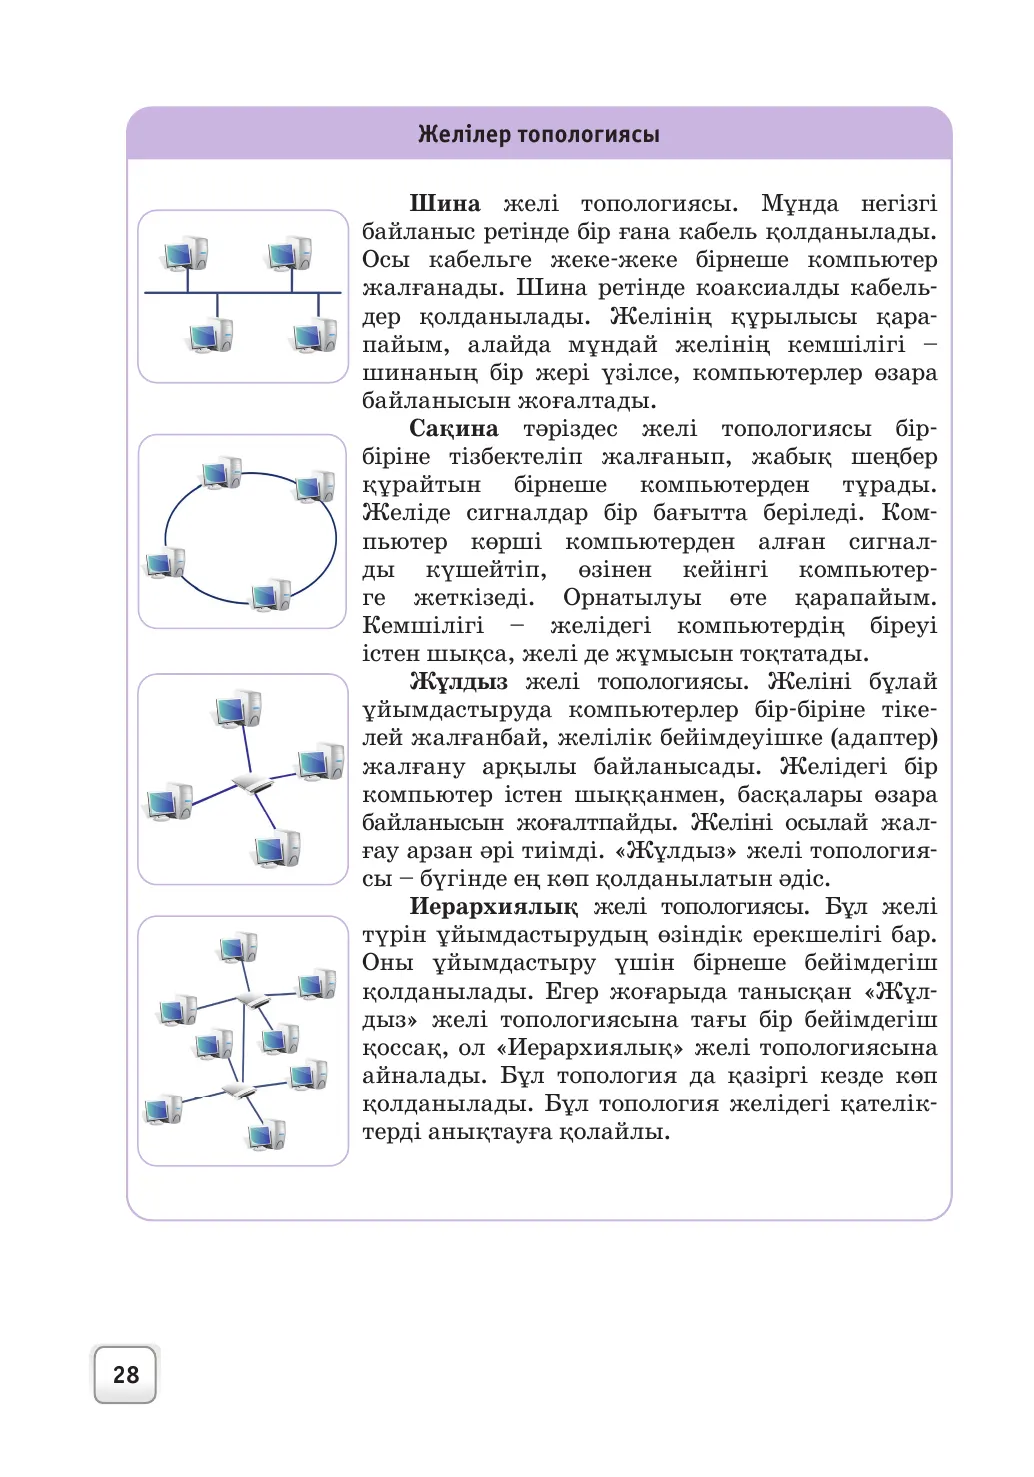 Желілер топологиясы
Шина желі топологиясы. Мұнда негізгі
байланыс ретінде бір ғана кабель қолданылады.
Осы кабельге жеке-жеке бірнеше компьютер
жалғанады. Шина ретінде коаксиалды кабель-
дер қолданылады. Желінің құрылысы қара-
пайым, алайда мұндай желінің кемшілігі –
шинаның бір жері үзілсе, компьютерлер өзара
байланысын жоғалтады.
Сақина тәріздес желі топологиясы бір-
біріне тізбектеліп жалғанып, жабық шеңбер
құрайтын бірнеше компьютерден тұрады.
Желіде сигналдар бір бағытта беріледі. Ком-
пьютер көрші компьютерден алған сигнал-
ды күшейтіп, өзінен кейінгі компьютер-
ге жеткізеді. Орнатылуы өте қарапайым.
Кемшілігі – желідегі компьютердің біреуі
істен шықса, желі де жұмысын тоқтатады.
Жұлдыз желі топологиясы. Желіні бұлай
ұйымдастыруда компьютерлер бір-біріне тіке-
лей жалғанбай, желілік бейімдеуішке (адаптер)
жалғану арқылы байланысады. Желідегі бір
компьютер істен шыққанмен, басқалары өзара
байланысын жоғалтпайды. Желіні осылай жал-
ғау арзан әрі тиімді. «Жұлдыз» желі топология-
сы – бүгінде ең көп қолданылатын әдіс.
Иерархиялық желі топологиясы. Бұл желі
түрін ұйымдастырудың өзіндік ерекшелігі бар.
Оны ұйымдастыру үшін бірнеше бейімдегіш
қолданылады. Егер жоғарыда танысқан «Жұл-
дыз» желі топологиясына тағы бір бейімдегіш
қоссақ, ол «Иерархиялық» желі топологиясына
айналады. Бұл топология да қазіргі кезде көп
қолданылады. Бұл топология желідегі қателік-
терді анықтауға қолайлы.
28